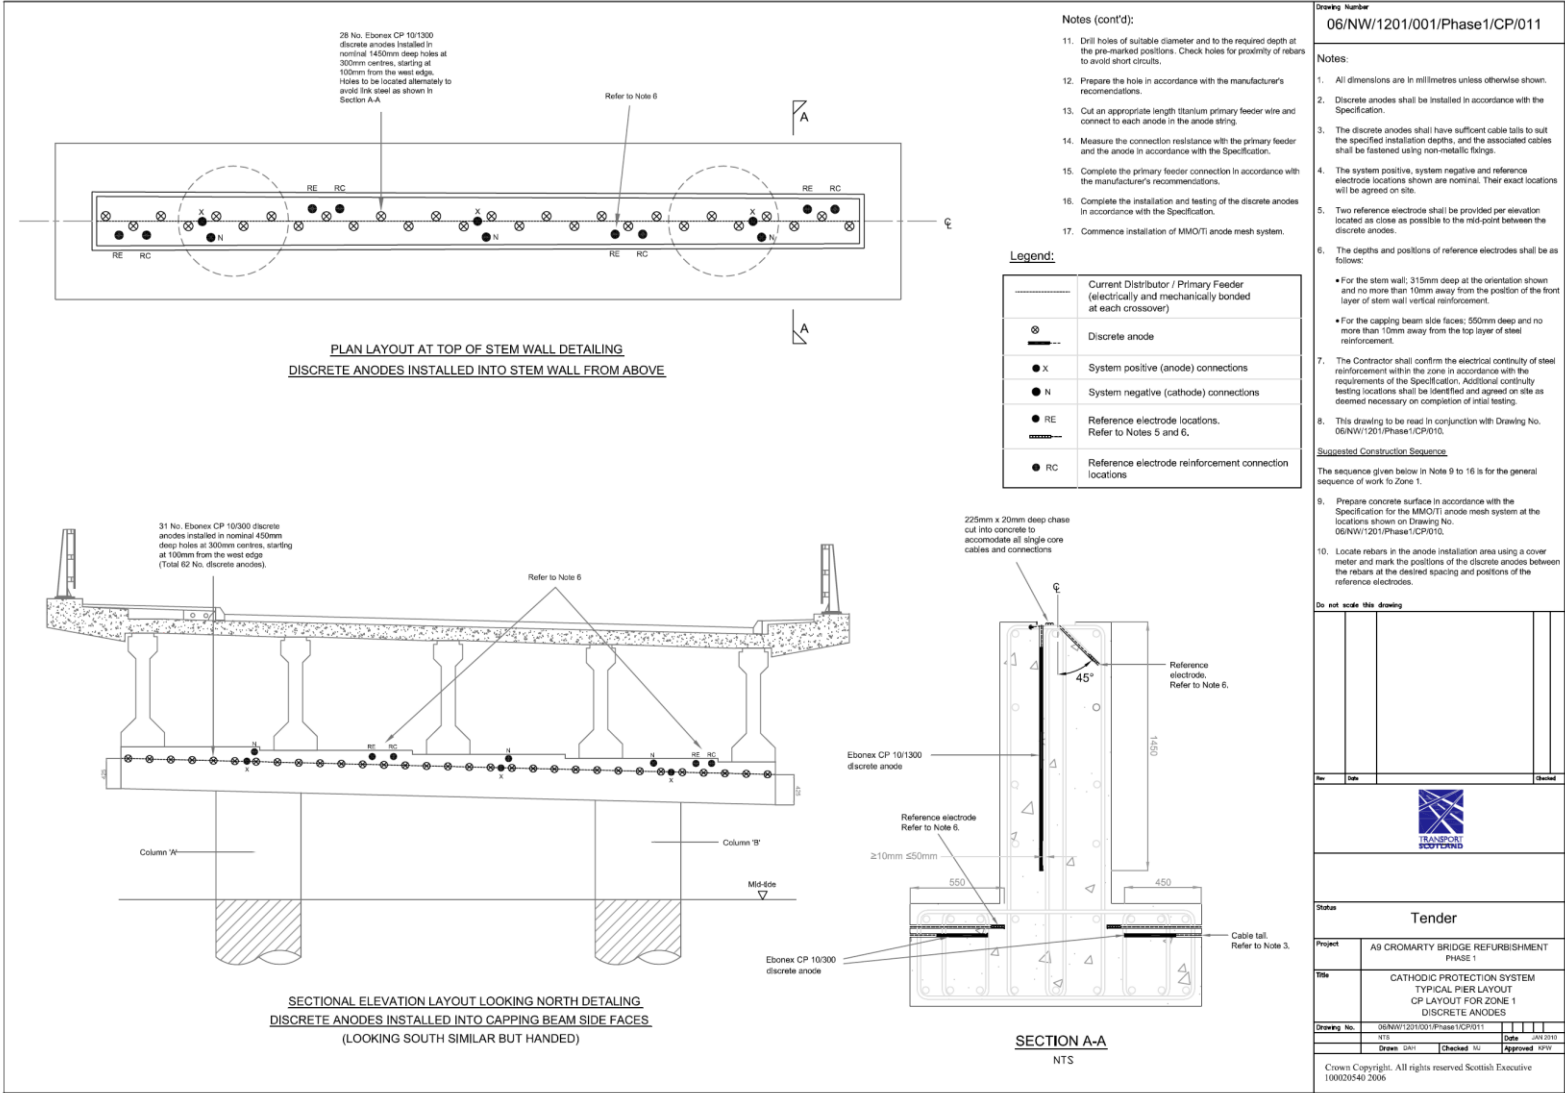 28 No. Ebonex CP 10/1300
discrete anodes installed in
nominal 1450mm deep holes at
300mm centres, starting at
100mm from the west edge.
Holes to be located alternately to
avoid link steel as shown in
Section A-A
Refer to Note 6
A
RE RC
RE RC
X
X
X
N
N
N
RE RC
RE RC
℄
A
PLAN LAYOUT AT TOP OF STEM WALL DETAILING
DISCRETE ANODES INSTALLED INTO STEM WALL FROM ABOVE
31 No. Ebonex CP 10/300 discrete
anodes installed in nominal 450mm
deep holes at 300mm centres, starting
at 100mm from the west edge
(Total 62 No. discrete anodes).
Refer to Note 6
N
RE RC
N
N
RE RC
X
X
X
Column 'A'
Column 'B'
Mid-tide
SECTIONAL ELEVATION LAYOUT LOOKING NORTH DETALING
DISCRETE ANODES INSTALLED INTO CAPPING BEAM SIDE FACES
(LOOKING SOUTH SIMILAR BUT HANDED)
Notes (cont'd):
11. Drill holes of suitable diameter and to the required depth at
the pre-marked positions. Check holes for proximity of rebars
to avoid short circuits.
12. Prepare the hole in accordance with the manufacturer's
recomendations.
13. Cut an appropriate length titanium primary feeder wire and
connect to each anode in the anode string.
14. Measure the connection resistance with the primary feeder
and the anode in accordance with the Specification.
15. Complete the primary feeder connection in accordance with
the manufacturer's recommendations.
16. Complete the installation and testing of the discrete anodes
in accordance with the Specification.
17. Commence installation of MMO/Ti anode mesh system.
Legend:
Current Distributor / Primary Feeder
(electrically and mechanically bonded
at each crossover)
Discrete anode
X System positive (anode) connections
N System negative (cathode) connections
RE Reference electrode locations.
Refer to Notes 5 and 6.
RC Reference electrode reinforcement connection
locations
225mm x 20mm deep chase
cut into concrete to
accomodate all single core
cables and connections
℄
45°
Reference
electrode.
Refer to Note 6.
1450
Ebonex CP 10/1300
discrete anode
Reference electrode
Refer to Note 6.
≥10mm ≤50mm
550
450
Cable tail.
Refer to Note 3.
Ebonex CP 10/300
discrete anode
SECTION A-A
NTS
Drawing Number
06/NW/1201/001/Phase1/CP/011
Notes:
1. All dimensions are in millimetres unless otherwise shown.
2. Discrete anodes shall be installed in accordance with the
Specification.
3. The discrete anodes shall have sufficent cable tails to suit
the specified installation depths, and the associated cables
shall be fastened using non-metallic fixings.
4. The system positive, system negative and reference
electrode locations shown are nominal. Their exact locations
will be agreed on site.
5. Two reference electrode shall be provided per elevation
located as close as possible to the mid-point between the
discrete anodes.
6. The depths and positions of reference electrodes shall be as
follows:
• For the stem wall; 315mm deep at the orientation shown
and no more than 10mm away from the position of the front
layer of stem wall vertical reinforcement.
• For the capping beam side faces; 550mm deep and no
more than 10mm away from the top layer of steel
reinforcement.
7. The Contractor shall confirm the electrical continuity of steel
reinforcement within the zone in accordance with the
requirements of the Specification. Additional continuity
testing locations shall be identified and agreed on site as
deemed necessary on completion of intial testing.
8. This drawing to be read in conjunction with Drawing No.
06/NW/1201/Phase1/CP/010.
Suggested Construction Sequence
The sequence given below in Note 9 to 16 is for the general
sequence of work fo Zone 1.
9. Prepare concrete surface in accordance with the
Specification for the MMO/Ti anode mesh system at the
locations shown on Drawing No.
06/NW/1201/Phase1/CP/010.
10. Locate rebars in the anode installation area using a cover
meter and mark the positions of the discrete anodes between
the rebars at the desired spacing and positions of the
reference electrodes.
Do not scale this drawing
Rev Date Checked
TRANSPORT
SCOTLAND
Status
Tender
Project A9 CROMARTY BRIDGE REFURBISHMENT
PHASE 1
Title CATHODIC PROTECTION SYSTEM
TYPICAL PIER LAYOUT
CP LAYOUT FOR ZONE 1
DISCRETE ANODES
Drawing No. 06/NW/1201/001/Phase1/CP/011
NTS Date JAN 2010
Drawn DAH Checked NJ Approved KPW
Crown Copyright. All rights reserved Scottish Executive
100020540 2006